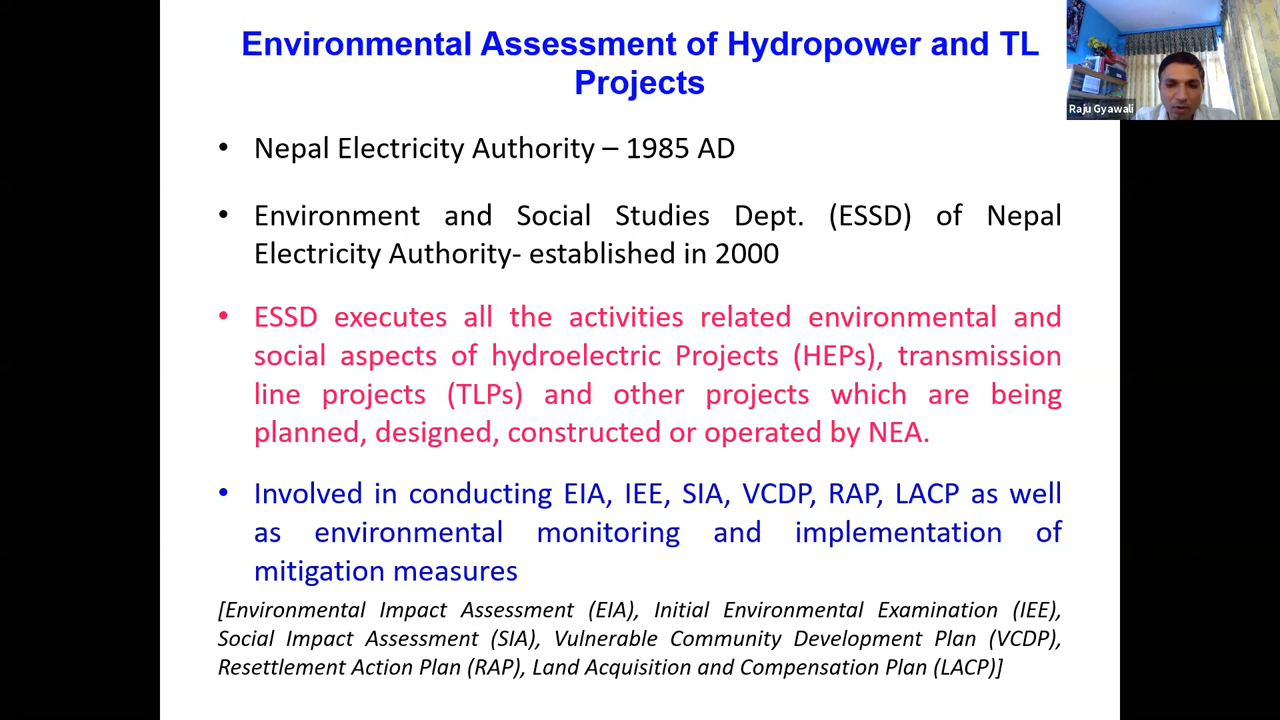 Environmental Assessment of Hydropower and TL
Projects
Raju Gyawali
• Nepal Electricity Authority – 1985 AD
• Environment and Social Studies Dept. (ESSD) of Nepal
Electricity Authority- established in 2000
• ESSD executes all the activities related environmental and
social aspects of hydroelectric Projects (HEPs), transmission
line projects (TLPs) and other projects which are being
planned, designed, constructed or operated by NEA.
• Involved in conducting EIA, IEE, SIA, VCDP, RAP, LACP as well
as environmental monitoring and implementation of
mitigation measures
[Environmental Impact Assessment (EIA), Initial Environmental Examination (IEE),
Social Impact Assessment (SIA), Vulnerable Community Development Plan (VCDP),
Resettlement Action Plan (RAP), Land Acquisition and Compensation Plan (LACP)]